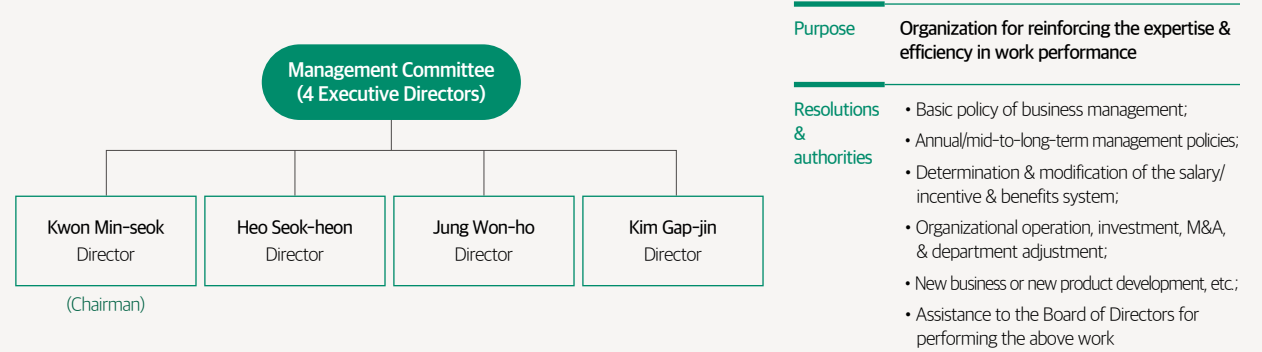 Management Committee
(4 Executive Directors)
Kwon Min-seok
Director
(Chairman)
Heo Seok-heon
Director
Jung Won-ho
Director
Kim Gap-jin
Director
Purpose
Organization for reinforcing the expertise &
efficiency in work performance
Resolutions
&
authorities
• Basic policy of business management;
• Annual/mid-to-long-term management policies;
• Determination & modification of the salary/
incentive & benefits system;
• Organizational operation, investment, M&A,
& department adjustment;
• New business or new product development, etc.;
• Assistance to the Board of Directors for
performing the above work